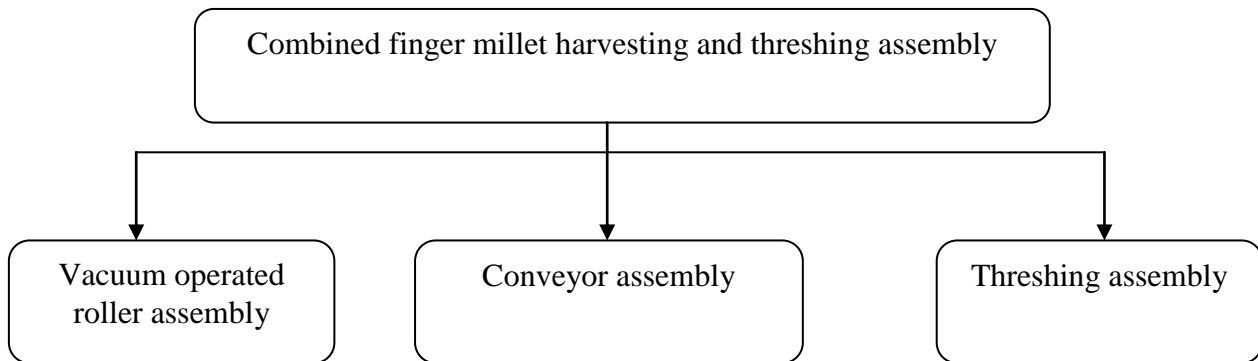 Combined finger millet harvesting and threshing assembly
Vacuum operated
roller assembly
Conveyor assembly
Threshing assembly